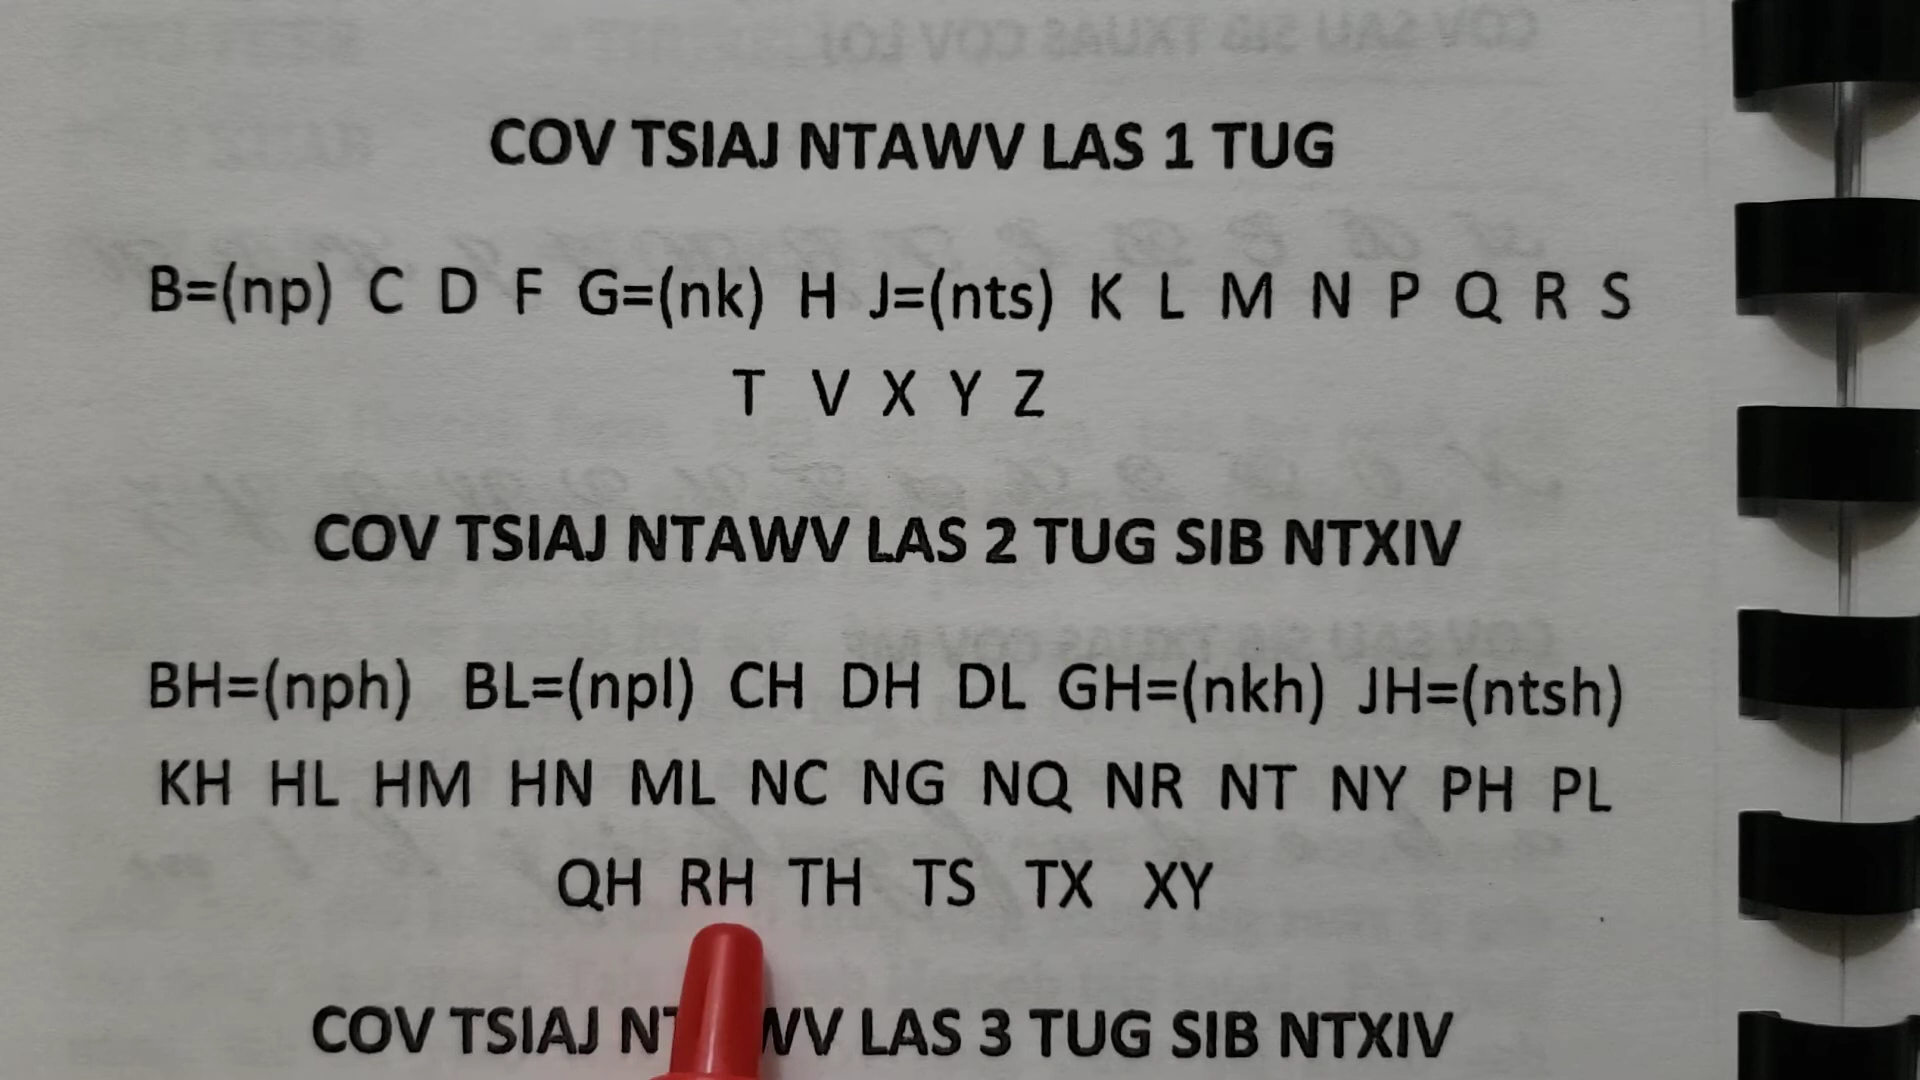 COV TSIAJ NTAWV LAS 1 TUG
B=(np) C D F G=(nk) H J=(nts) K L M N P Q R S
T V X Y Z
COV TSIAJ NTAWV LAS 2 TUG SIB NTXIV
BH=(nph) BL=(npl) CH DH DL GH=(nkh) JH=(ntsh)
KH HL HM HN ML NC NG NQ NR NT NY PH PL
QH RH TH TS TX XY
COV TSIAJ LAS 3 TUG SIB NTXIV